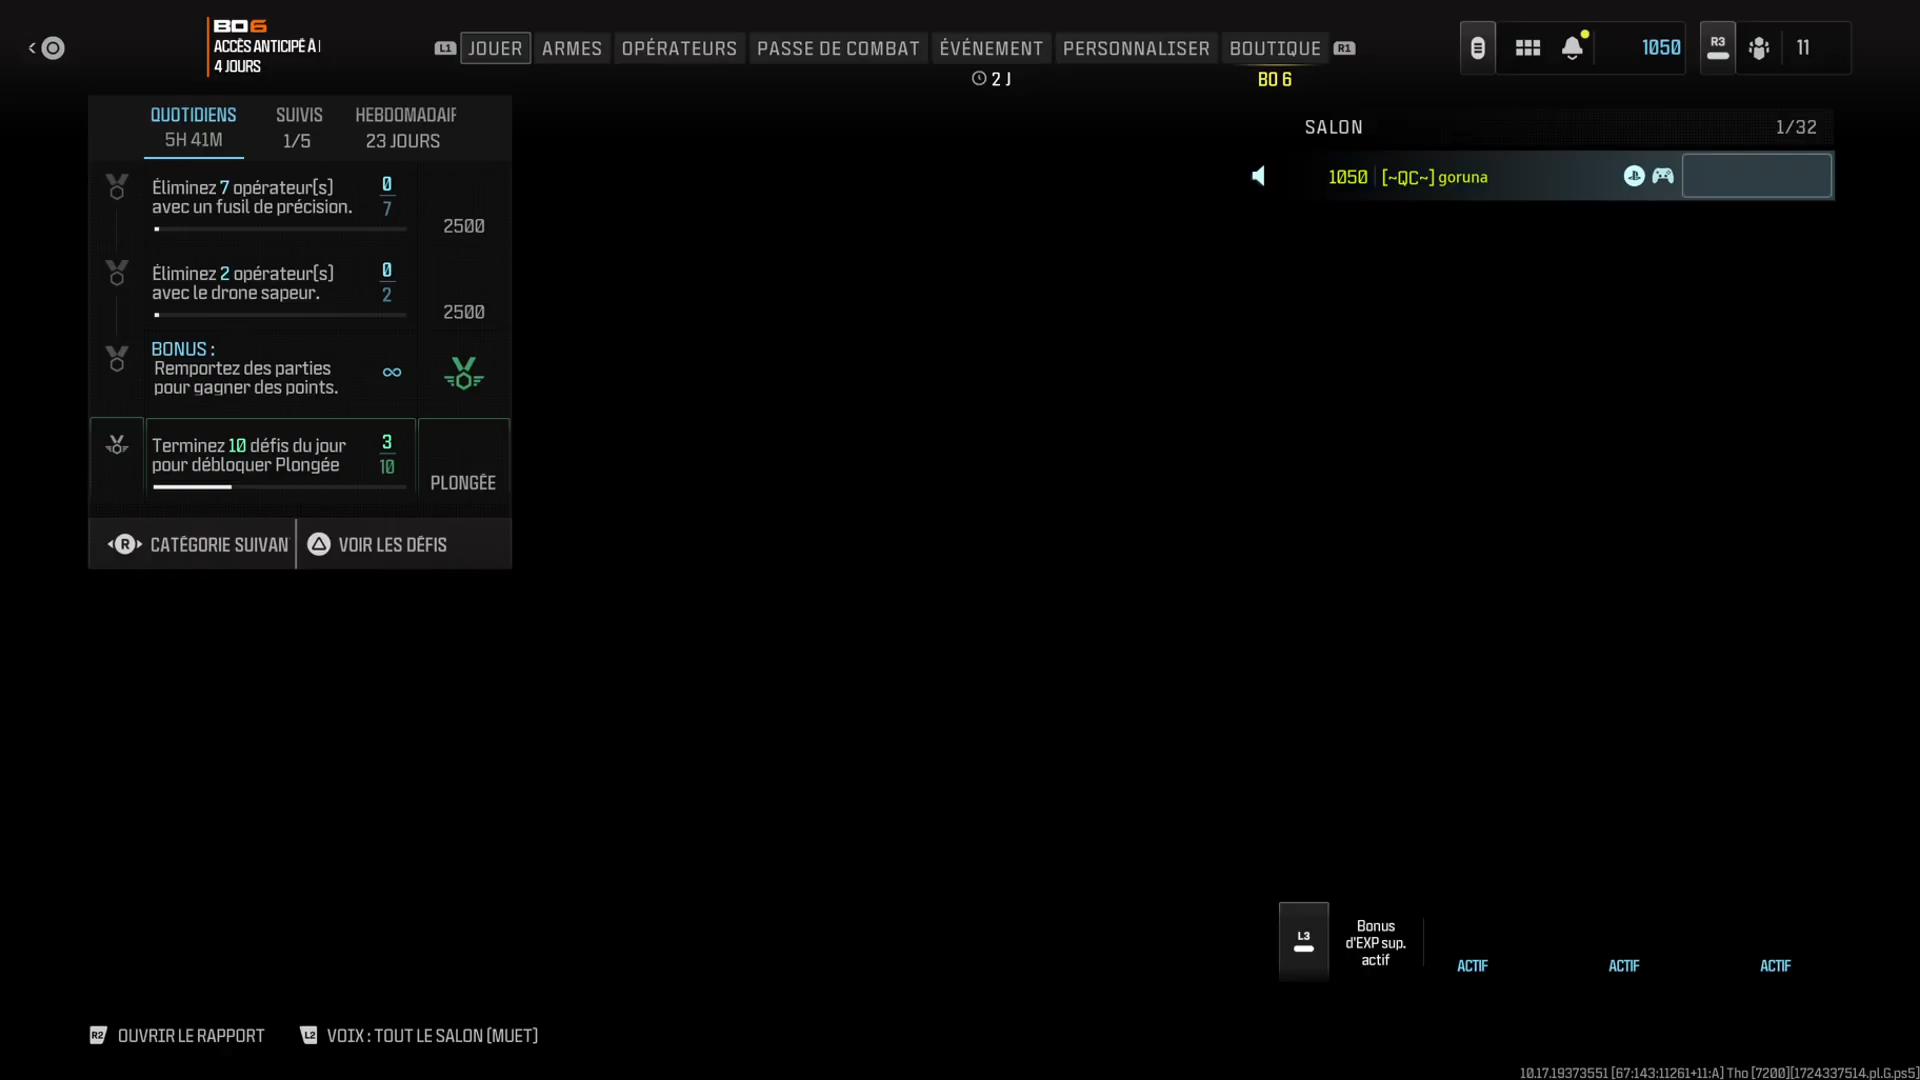 BO6
ACCÈS ANTICIPÉ À
4 JOURS
L1 JOUER ARMES OPÉRATEURS PASSE DE COMBAT ÉVÉNEMENT PERSONNALISER BOUTIQUE R1
2 J
BO 6
1050
R3
11
QUOTIDIENS SUIVIS HEBDOMADAIR
5H 41M 1/5 23 JOURS
Éliminez 7 opérateur(s)
avec un fusil de précision.
0
7
2500
Éliminez 2 opérateur(s)
avec le drone sapeur.
0
2
2500
BONUS :
Remportez des parties
pour gagner des points.
∞
Terminez 10 défis du jour
pour débloquer Plongée
3
10
PLONGÉE
R CATÉGORIE SUIVAN VOIR LES DÉFIS
SALON 1/32
1050 [~QC~] goruna
L3
Bonus
d'EXP sup.
actif
ACTIF ACTIF ACTIF
R2 OUVRIR LE RAPPORT L2 VOIX : TOUT LE SALON (MUET)
10.17.19373551 [67:143:11261+11:A] Tho [7200][1724337514.pl.G.ps5]